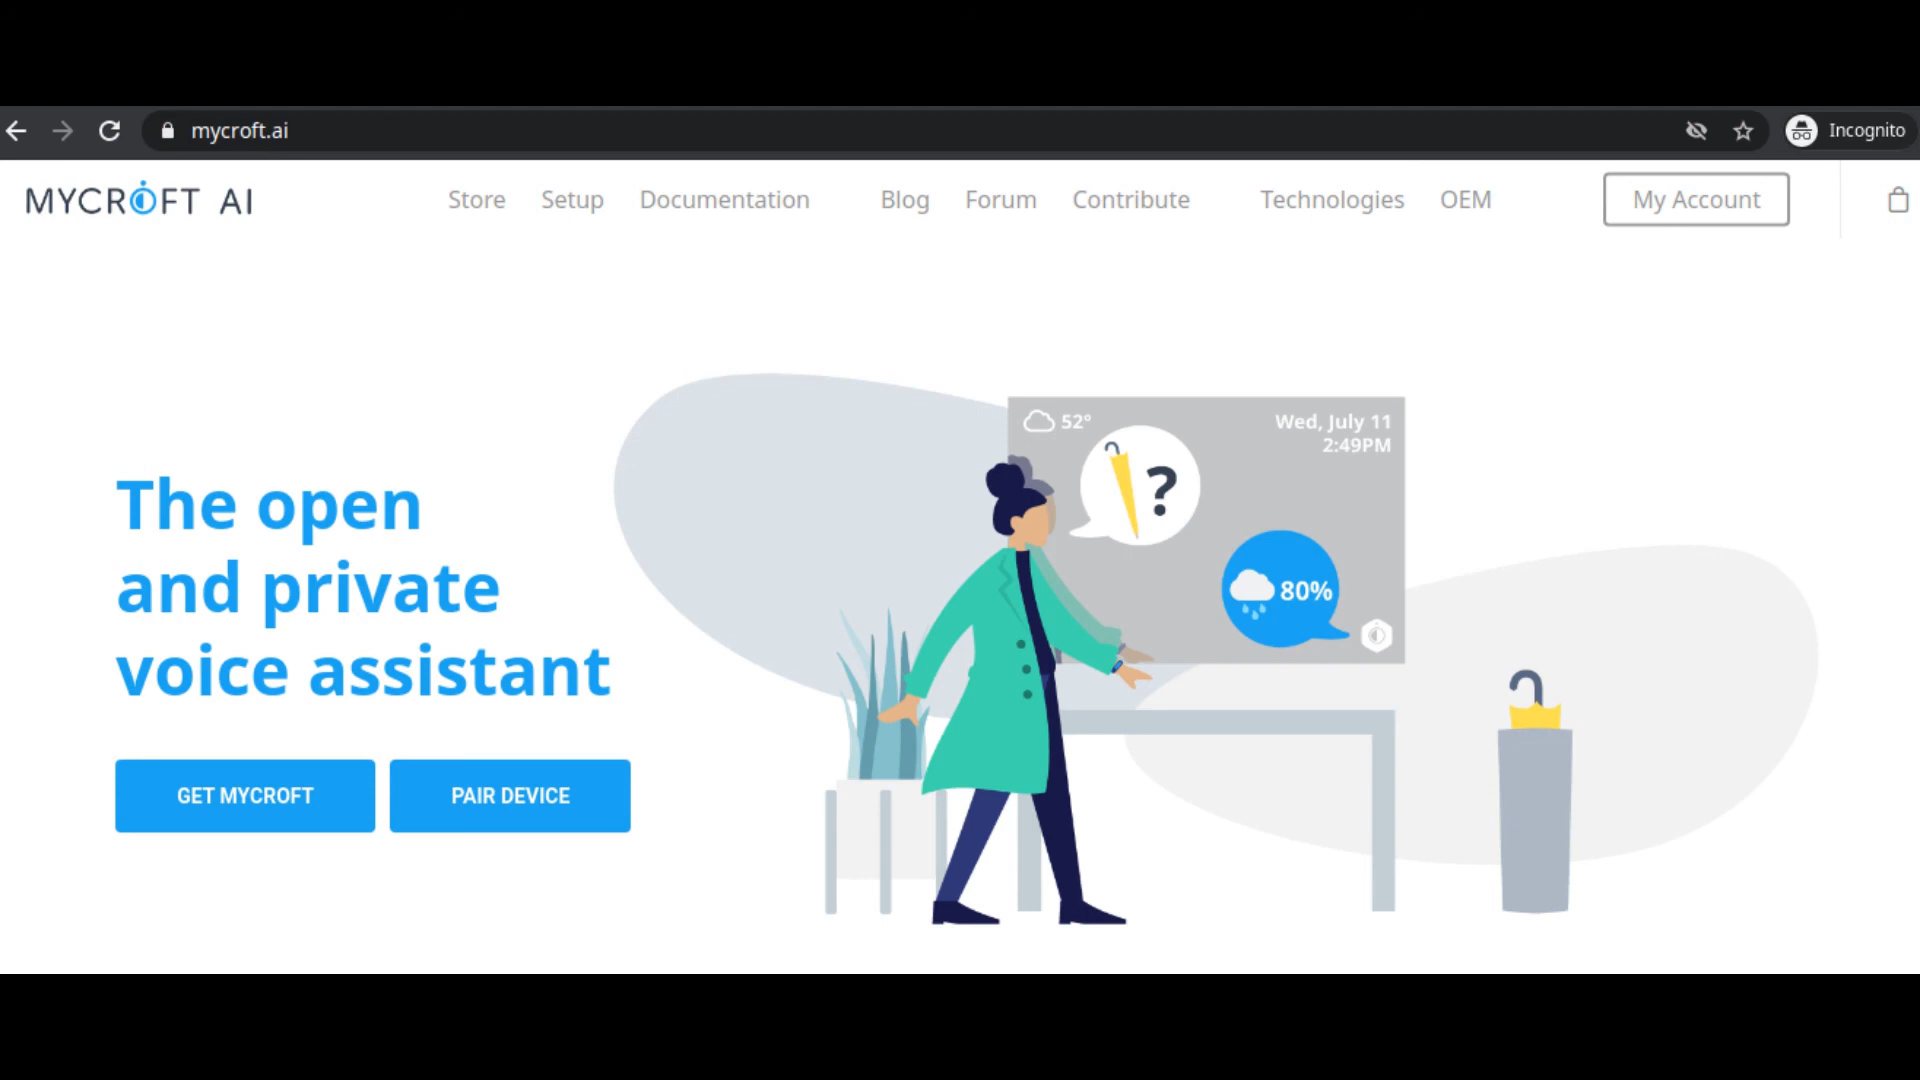 mycroft.ai
Incognito
MYCROFT AI
Store Setup Documentation Blog Forum Contribute Technologies OEM My Account
52°
Wed, July 11
2:49PM
?
80%
The open
and private
voice assistant
GET MYCROFT PAIR DEVICE